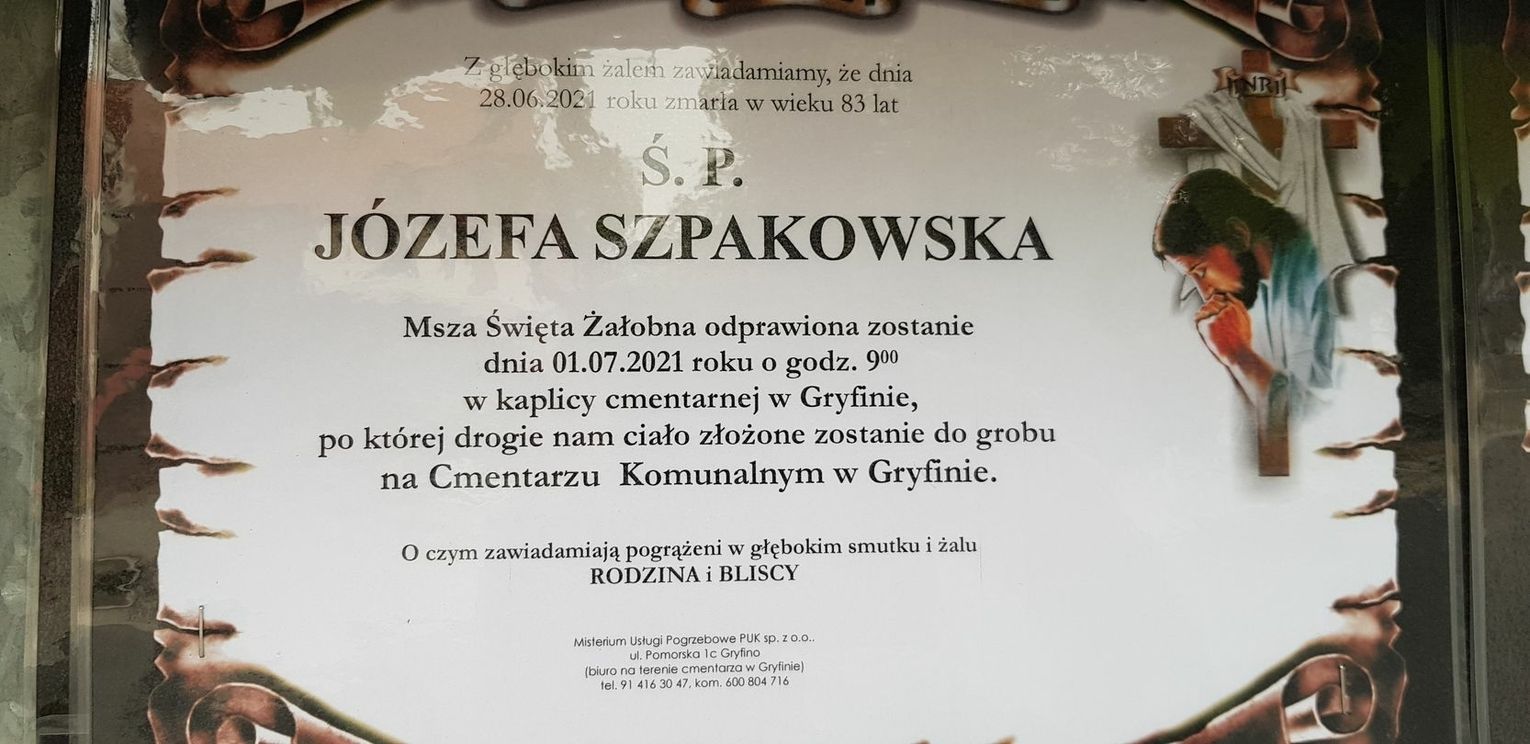 Z głębokim żalem zawiadamiamy, że dnia
28.06.2021 roku zmarła w wieku 83 lat
Ś. P.
JÓZEFA SZPAKOWSKA
INRI
Msza Święta Żałobna odprawiona zostanie
dnia 01.07.2021 roku o godz. 9⁰⁰
w kaplicy cmentarnej w Gryfinie,
po której drogie nam ciało złożone zostanie do grobu
na Cmentarzu Komunalnym w Gryfinie.
O czym zawiadamiają pogrążeni w głębokim smutku i żalu
RODZINA i BLISCY
Misterium Usługi Pogrzebowe PUK sp. z o.o..
ul. Pomorska 1c Gryfino
(biuro na terenie cmentarza w Gryfinie)
tel. 91 416 30 47, kom. 600 804 716